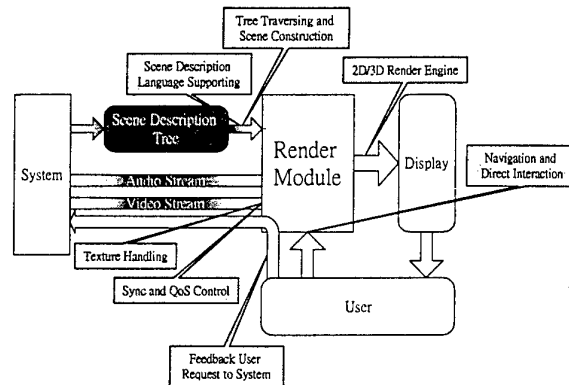 Tree Traversing and
Scene Construction
Scene Description
Language Supporting
2D/3D Render Engine
Scene Description
Tree
System
Render
Module
Display
Navigation and
Direct Interaction
Audio Stream
Video Stream
Texture Handling
Sync and QoS Control
User
Feedback User
Request to System